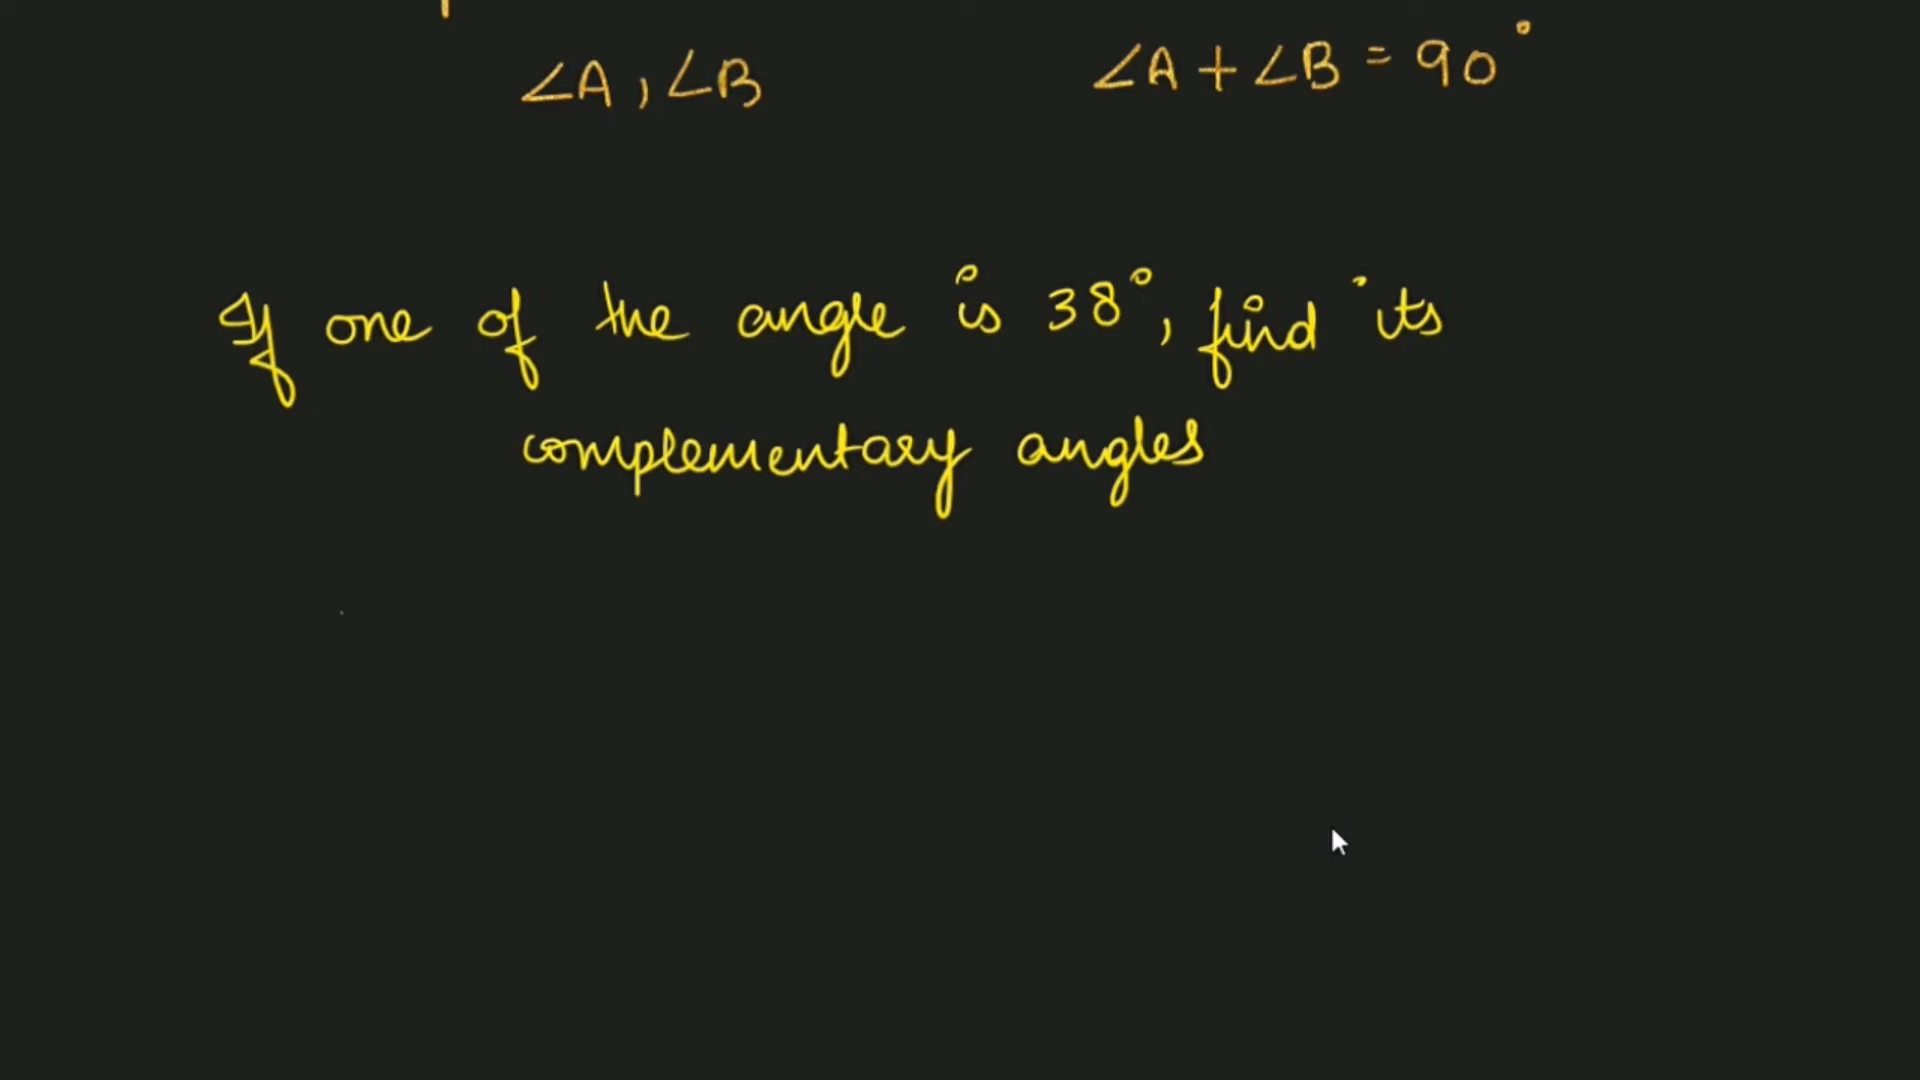 ∠A, ∠B
∠A + ∠B = 90°
If one of the angle is 38°, find its
complementary angles